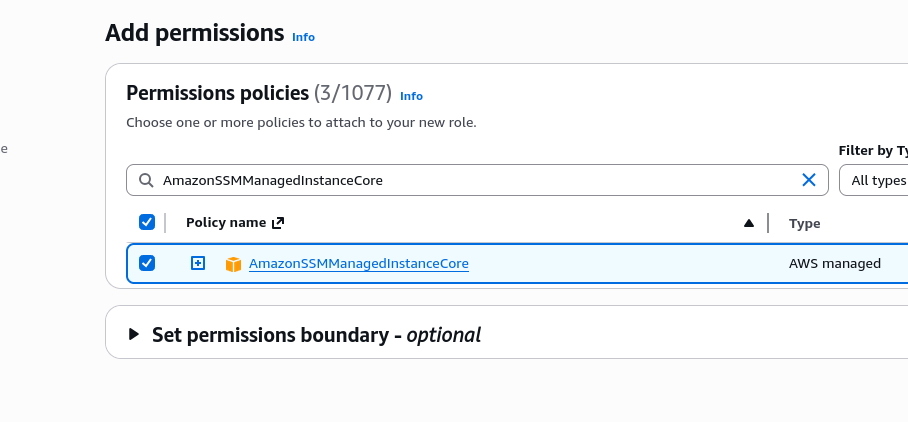 Add permissions Info
Permissions policies (3/1077) Info
Choose one or more policies to attach to your new role.
e
Filter by Ty
AmazonSSMManagedInstanceCore
All types
Policy name
Type
AmazonSSMManagedInstanceCore
AWS managed
Set permissions boundary - optional